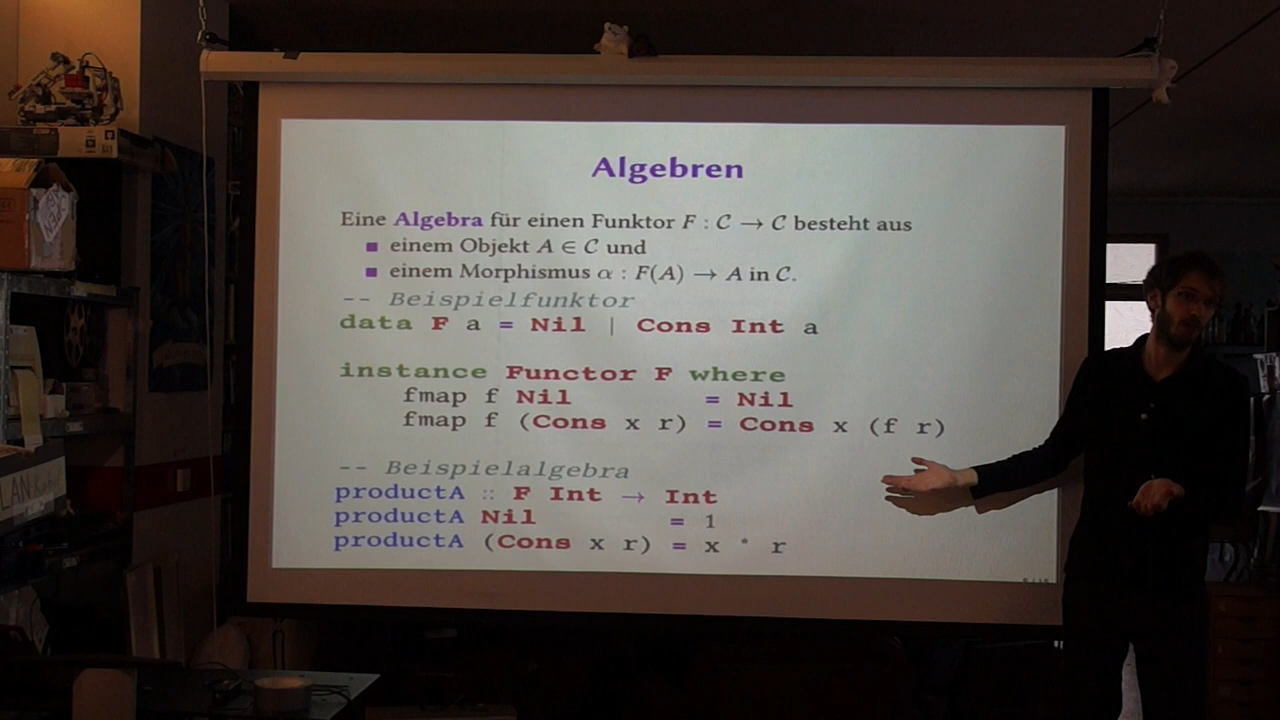 Algebren
Eine Algebra für einen Funktor F : C → C besteht aus
■ einem Objekt A ∈ C und
■ einem Morphismus α : F(A) → A in C.
-- Beispielfunktor
data F a = Nil | Cons Int a
instance Functor F where
fmap f Nil = Nil
fmap f (Cons x r) = Cons x (f r)
-- Beispielalgebra
productA :: F Int → Int
productA Nil = 1
productA (Cons x r) = x * r
LAN-